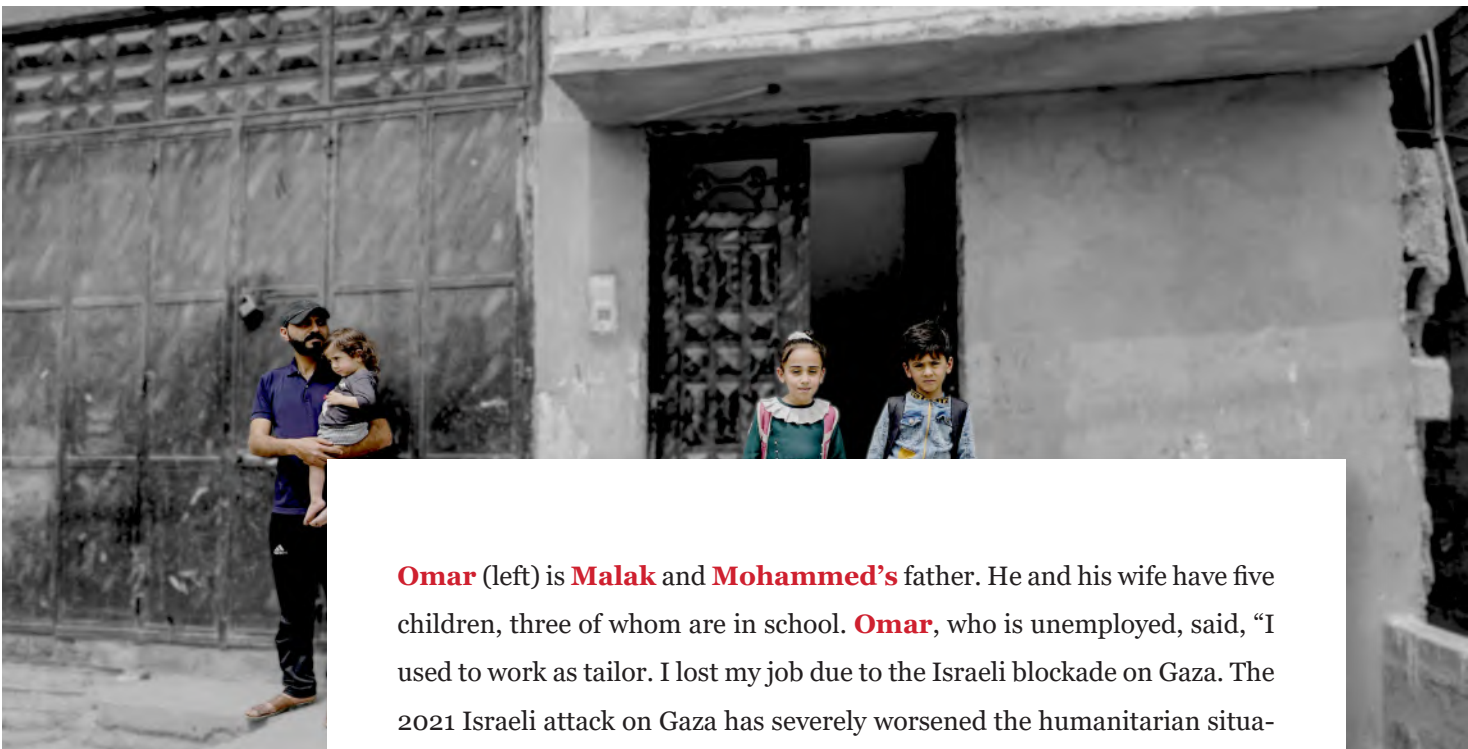 Omar (left) is Malak and Mohammed’s father. He and his wife have five
children, three of whom are in school. Omar, who is unemployed, said, “I
used to work as tailor. I lost my job due to the Israeli blockade on Gaza. The
2021 Israeli attack on Gaza has severely worsened the humanitarian situa-